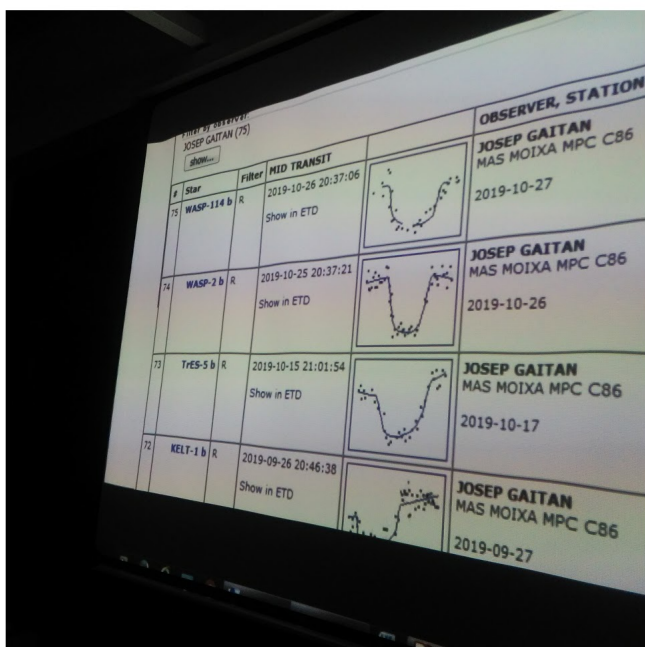 Filter by observer
JOSEP GAITAN (75)
show...
# Star Filter MID TRANSIT OBSERVER, STATION
75 WASP-114 b R 2019-10-26 20:37:06
Show in ETD
JOSEP GAITAN
MAS MOIXA MPC C86
2019-10-27
74 WASP-2 b R 2019-10-25 20:37:21
Show in ETD
JOSEP GAITAN
MAS MOIXA MPC C86
2019-10-26
73 TrES-5 b R 2019-10-15 21:01:54
Show in ETD
JOSEP GAITAN
MAS MOIXA MPC C86
2019-10-17
72 KELT-1 b R 2019-09-26 20:46:38
Show in ETD
JOSEP GAITAN
MAS MOIXA MPC C86
2019-09-27